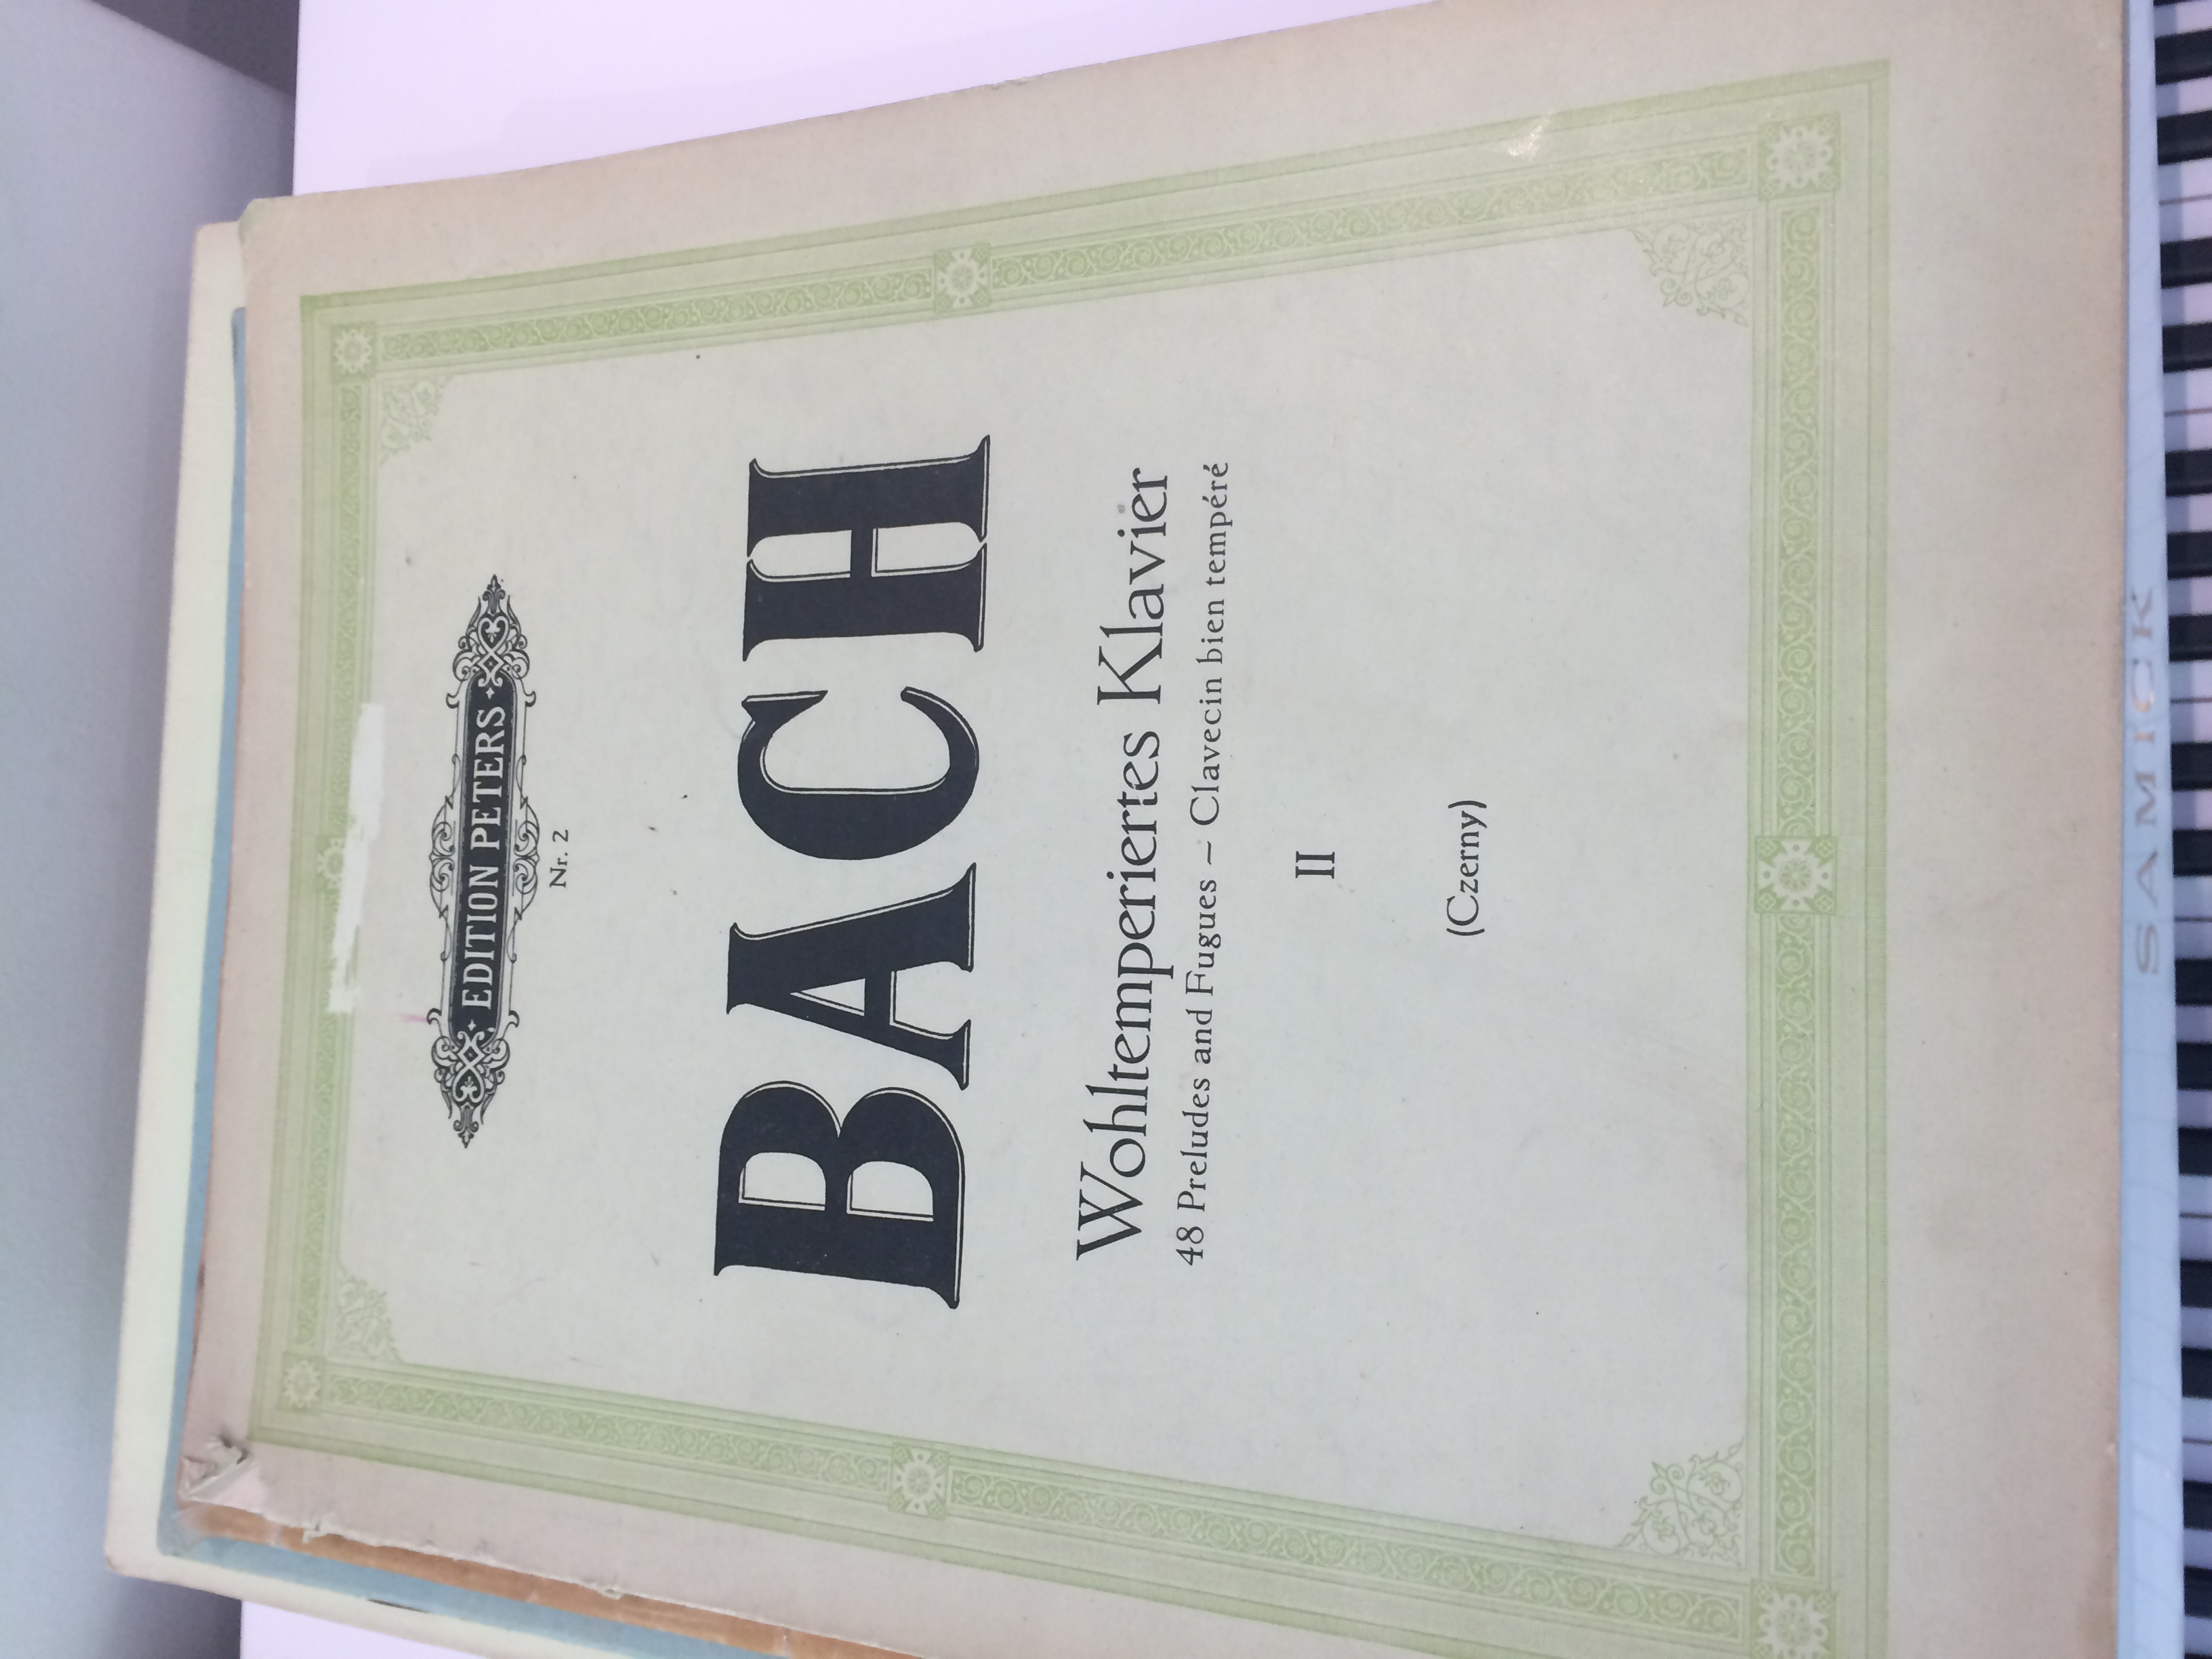 EDITION PETERS
Nr. 2
BACH
Wohltemperiertes Klavier
48 Preludes and Fugues – Clavecin bien tempéré
II
(Czerny)
SAMICK